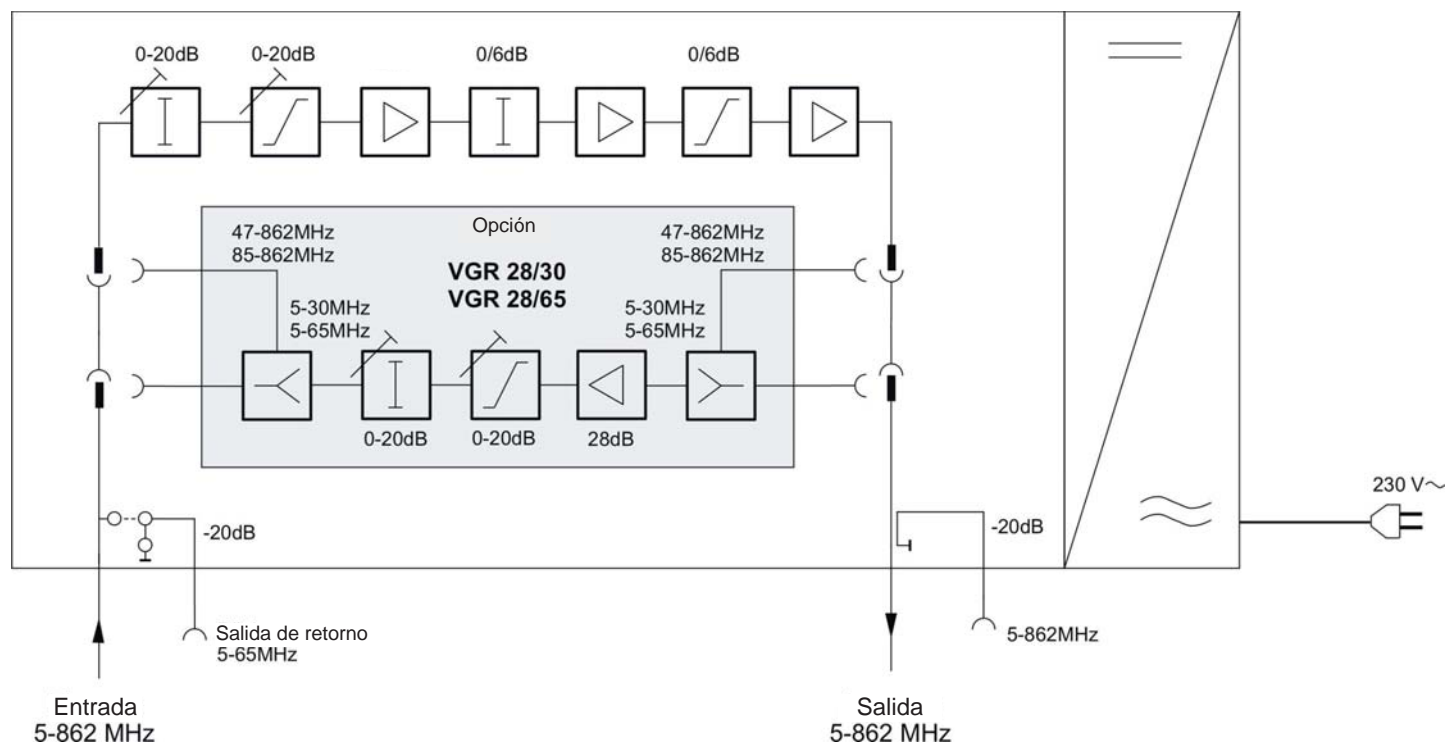 0-20dB
0-20dB
0/6dB
0/6dB
Opción
47-862MHz
85-862MHz
47-862MHz
85-862MHz
VGR 28/30
VGR 28/65
5-30MHz
5-65MHz
5-30MHz
5-65MHz
0-20dB
0-20dB
28dB
230 V~
-20dB
-20dB
Salida de retorno
5-65MHz
5-862MHz
Entrada
5-862 MHz
Salida
5-862 MHz